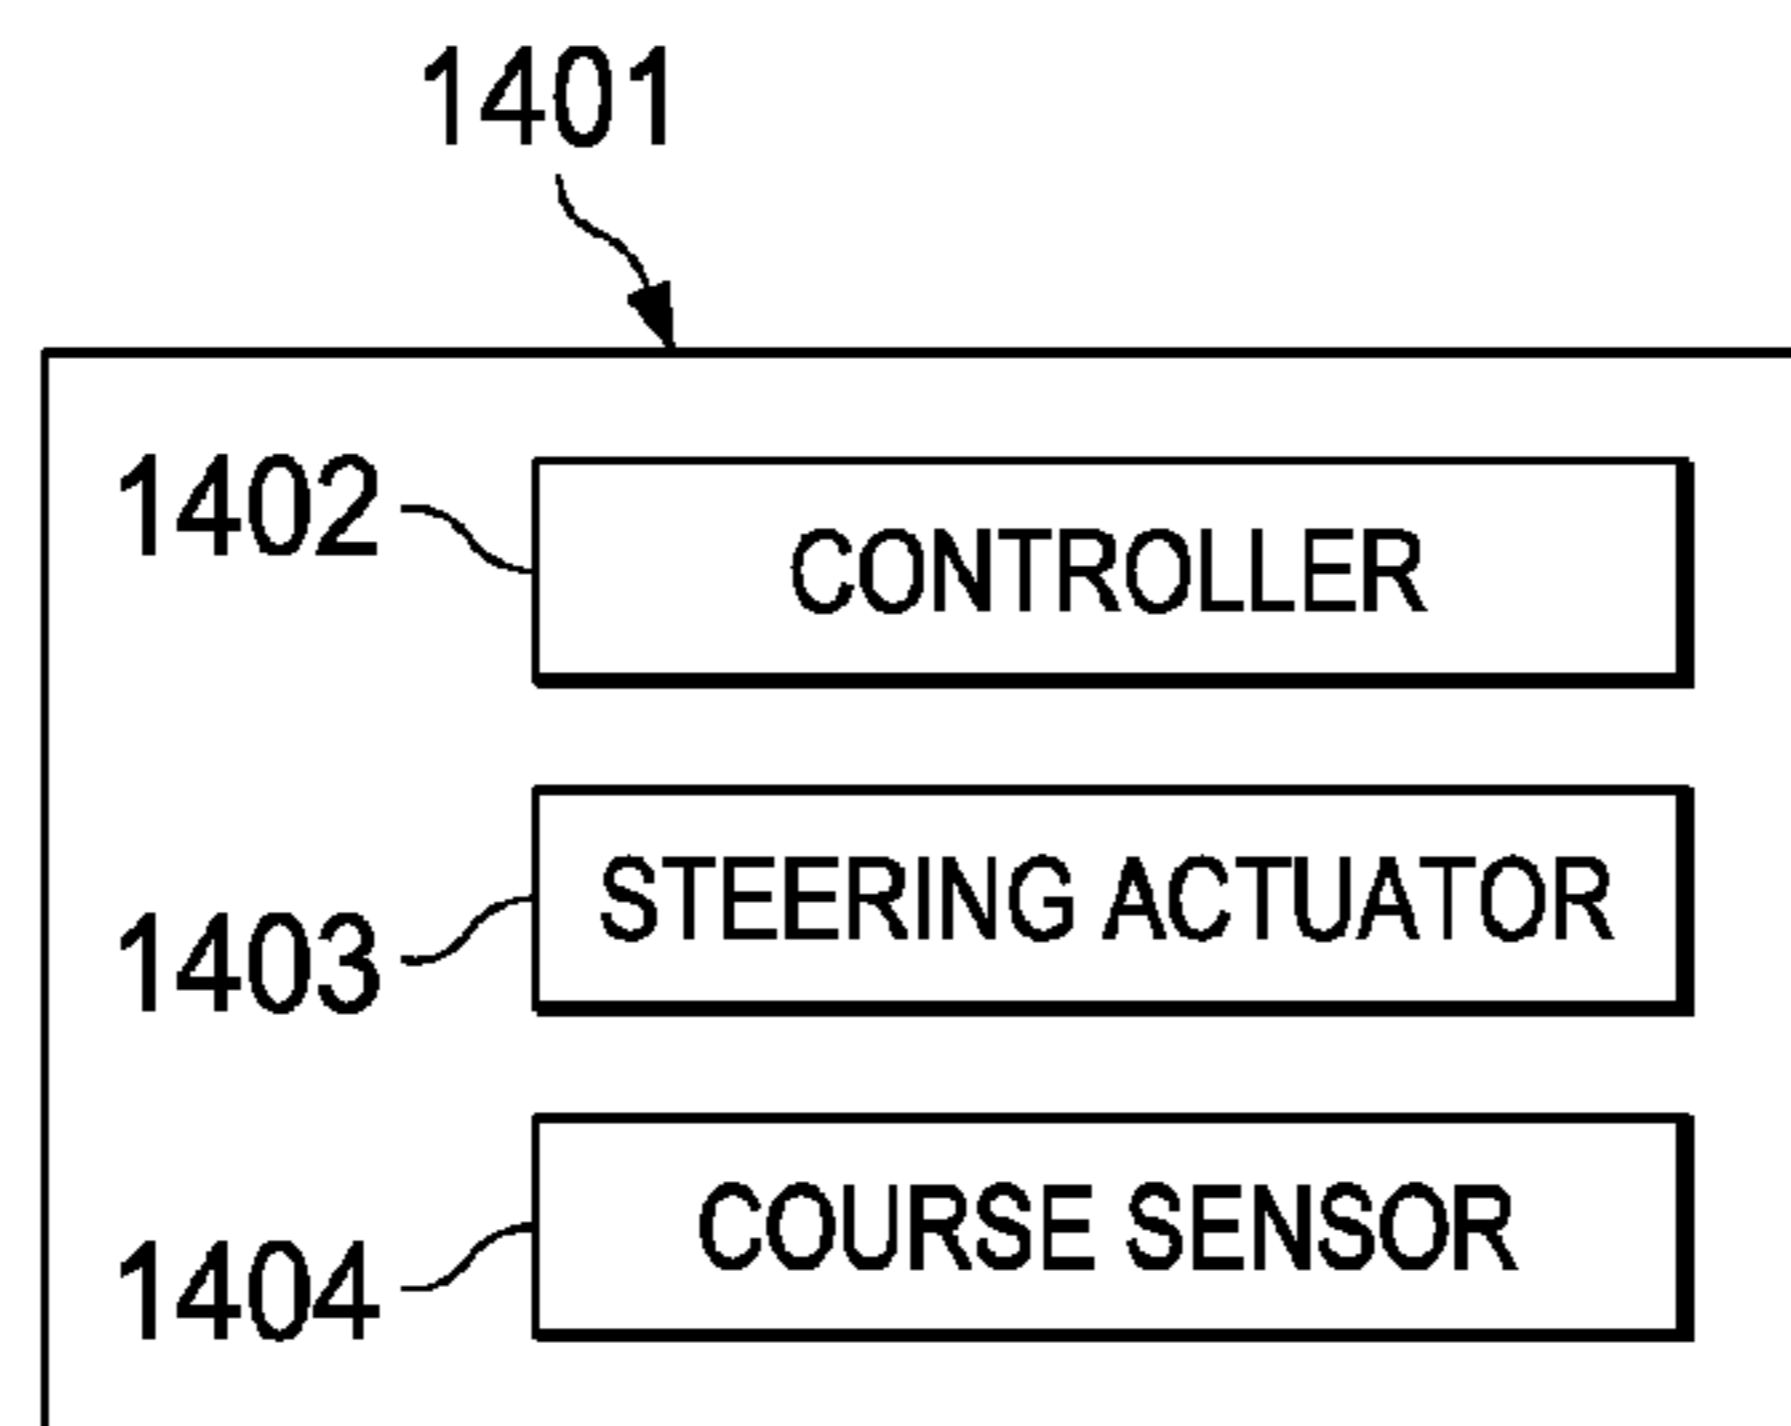 1401
1402
CONTROLLER
1403
STEERING ACTUATOR
1404
COURSE SENSOR